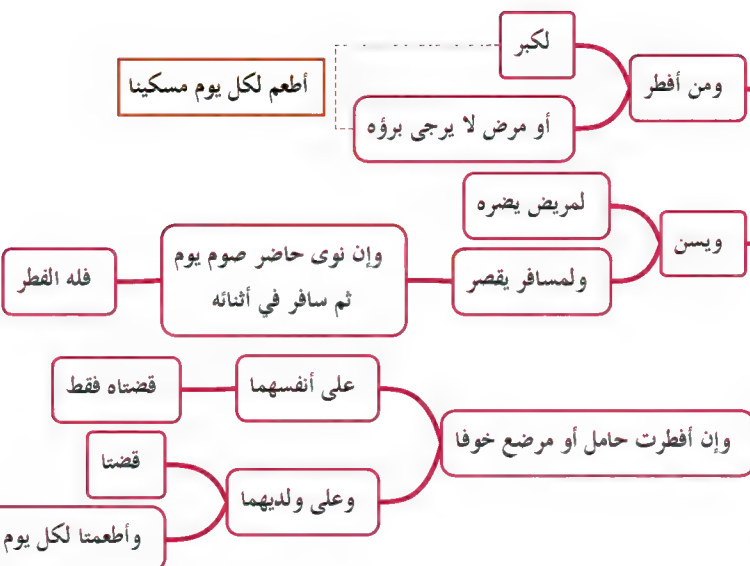 ومن أفطر
لكبر
أو مرض لا يرجى برؤه
أطعم لكل يوم مسكينا
ويسن
لمريض يضره
ولمسافر يقصر
وإن نوى حاضر صوم يوم
ثم سافر في أثنائه
فله الفطر
وإن أفطرت حامل أو مرضع خوفا
على أنفسهما
قضتاه فقط
وعلى ولديهما
قضتا
وأطعمتا لكل يوم